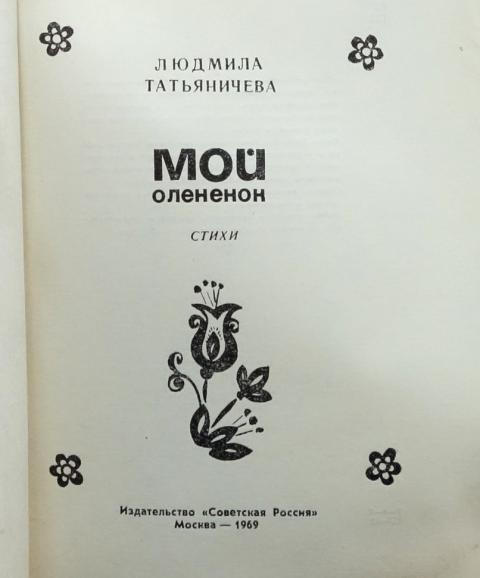 ЛЮДМИЛА
ТАТЬЯНИЧЕВА
МОЙ
олененок
СТИХИ
Издательство «Советская Россия»
Москва — 1969